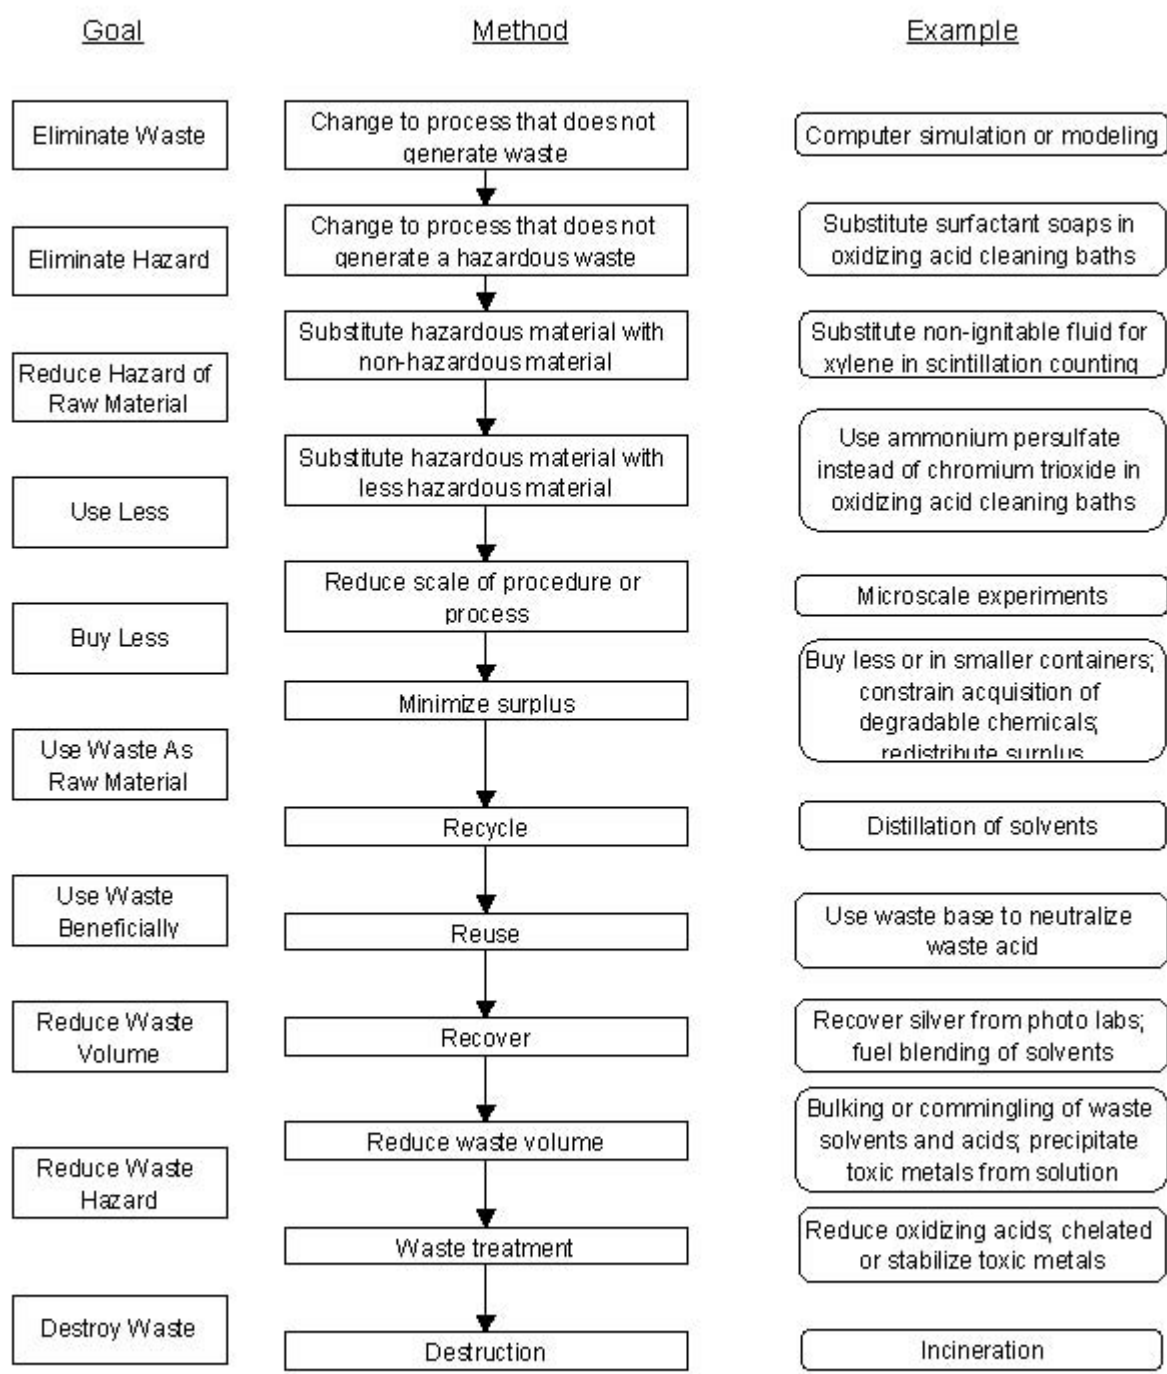 Goal
Method
Example
Eliminate Waste
Change to process that does not
generate waste
Computer simulation or modeling
Eliminate Hazard
Change to process that does not
generate a hazardous waste
Substitute surfactant soaps in
oxidizing acid cleaning baths
Reduce Hazard of
Raw Material
Substitute hazardous material with
non-hazardous material
Substitute non-ignitable fluid for
xylene in scintillation counting
Use Less
Substitute hazardous material with
less hazardous material
Use ammonium persulfate
instead of chromium trioxide in
oxidizing acid cleaning baths
Buy Less
Reduce scale of procedure or
process
Microscale experiments
Minimize surplus
Buy less or in smaller containers;
constrain acquisition of
degradable chemicals;
redistribute surplus
Use Waste As
Raw Material
Recycle
Distillation of solvents
Use Waste
Beneficially
Reuse
Use waste base to neutralize
waste acid
Reduce Waste
Volume
Recover
Recover silver from photo labs;
fuel blending of solvents
Reduce waste volume
Bulking or commingling of waste
solvents and acids; precipitate
toxic metals from solution
Reduce Waste
Hazard
Waste treatment
Reduce oxidizing acids; chelated
or stabilize toxic metals
Destroy Waste
Destruction
Incineration